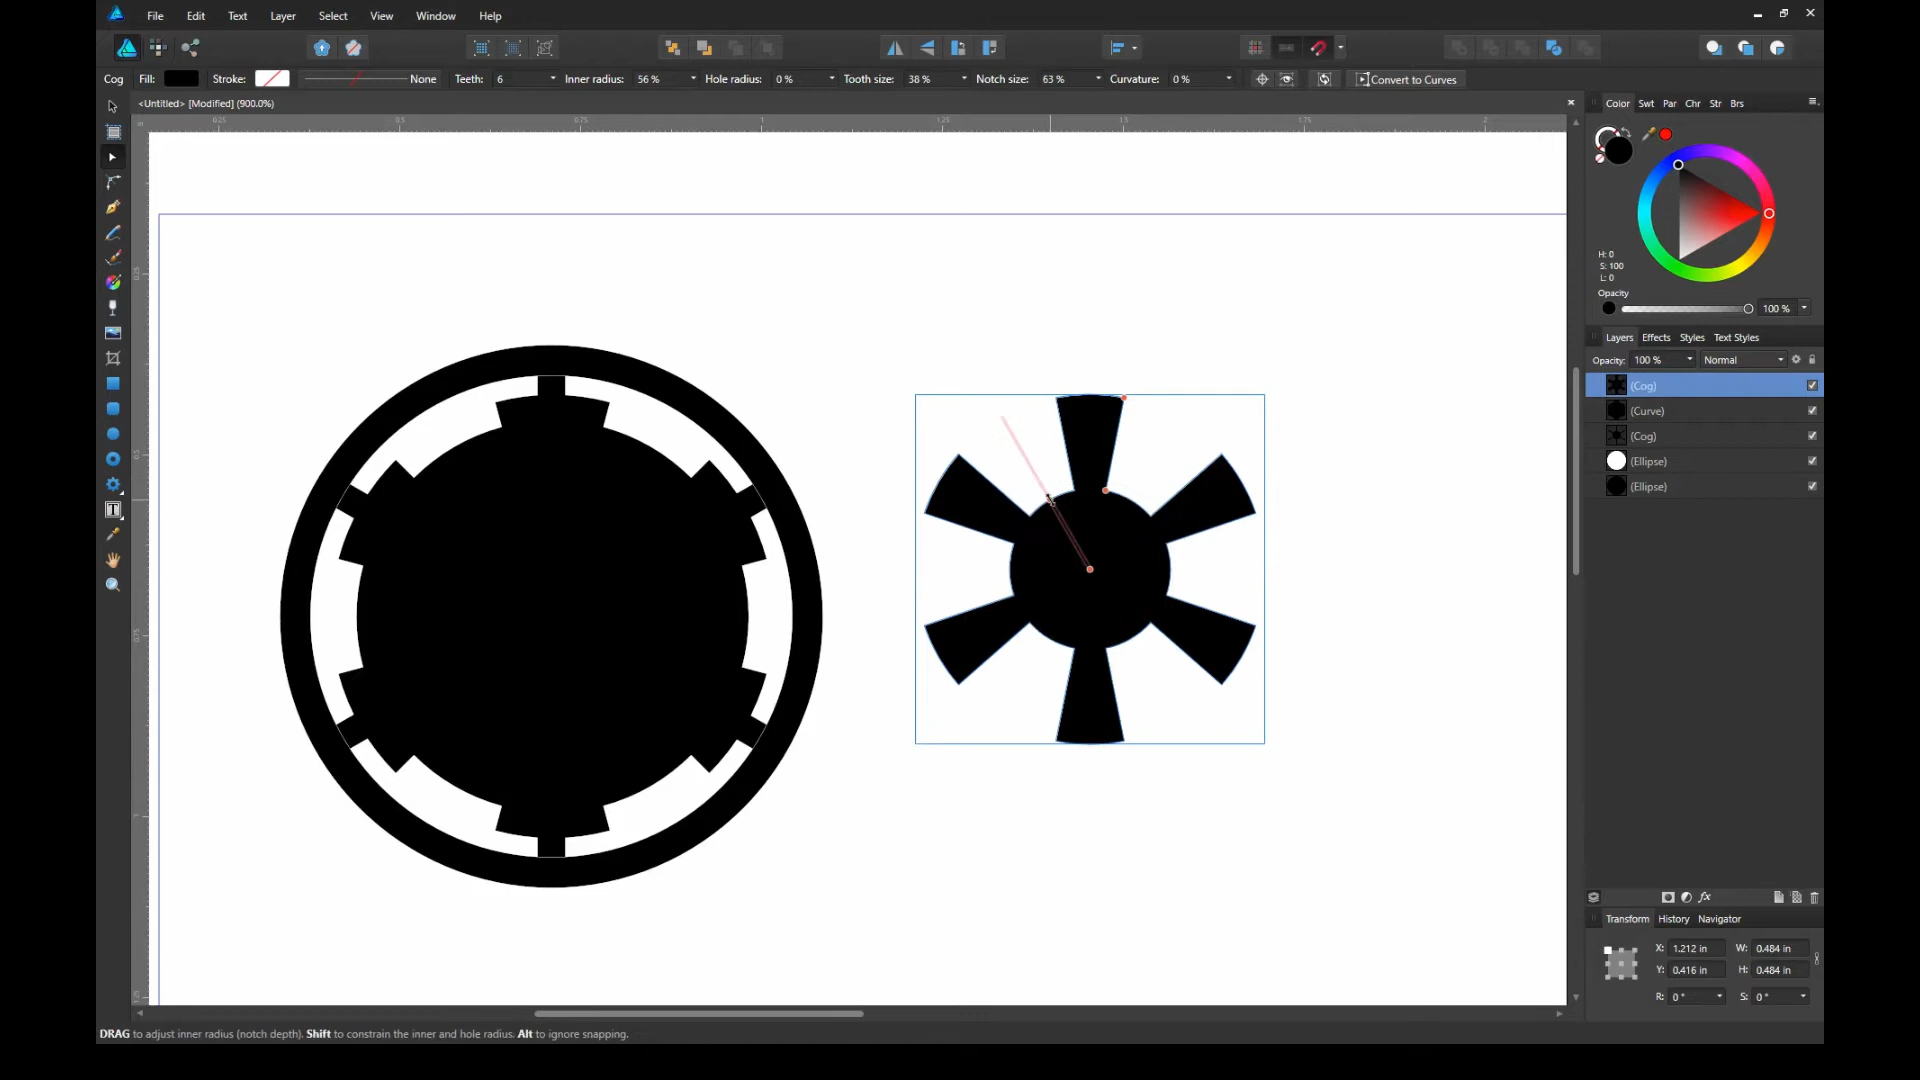 File Edit Text Layer Select View Window Help
Cog Fill: Stroke: None Teeth: 6 Inner radius: 56 % Hole radius: 0 % Tooth size: 38 % Notch size: 63 % Curvature: 0 % Convert to Curves
<Untitled> [Modified] (900.0%)
Color Swt Par Chr Str Brs
H: 0
S: 100
L: 0
Opacity
100 %
Layers Effects Styles Text Styles
Opacity: 100 % Normal
(Cog)
(Curve)
(Cog)
(Ellipse)
(Ellipse)
Transform History Navigator
X: 1.212 in W: 0.484 in
Y: 0.416 in H: 0.484 in
R: 0 ° S: 0 °
DRAG to adjust inner radius (notch depth). Shift to constrain the inner and hole radius. Alt to ignore snapping.